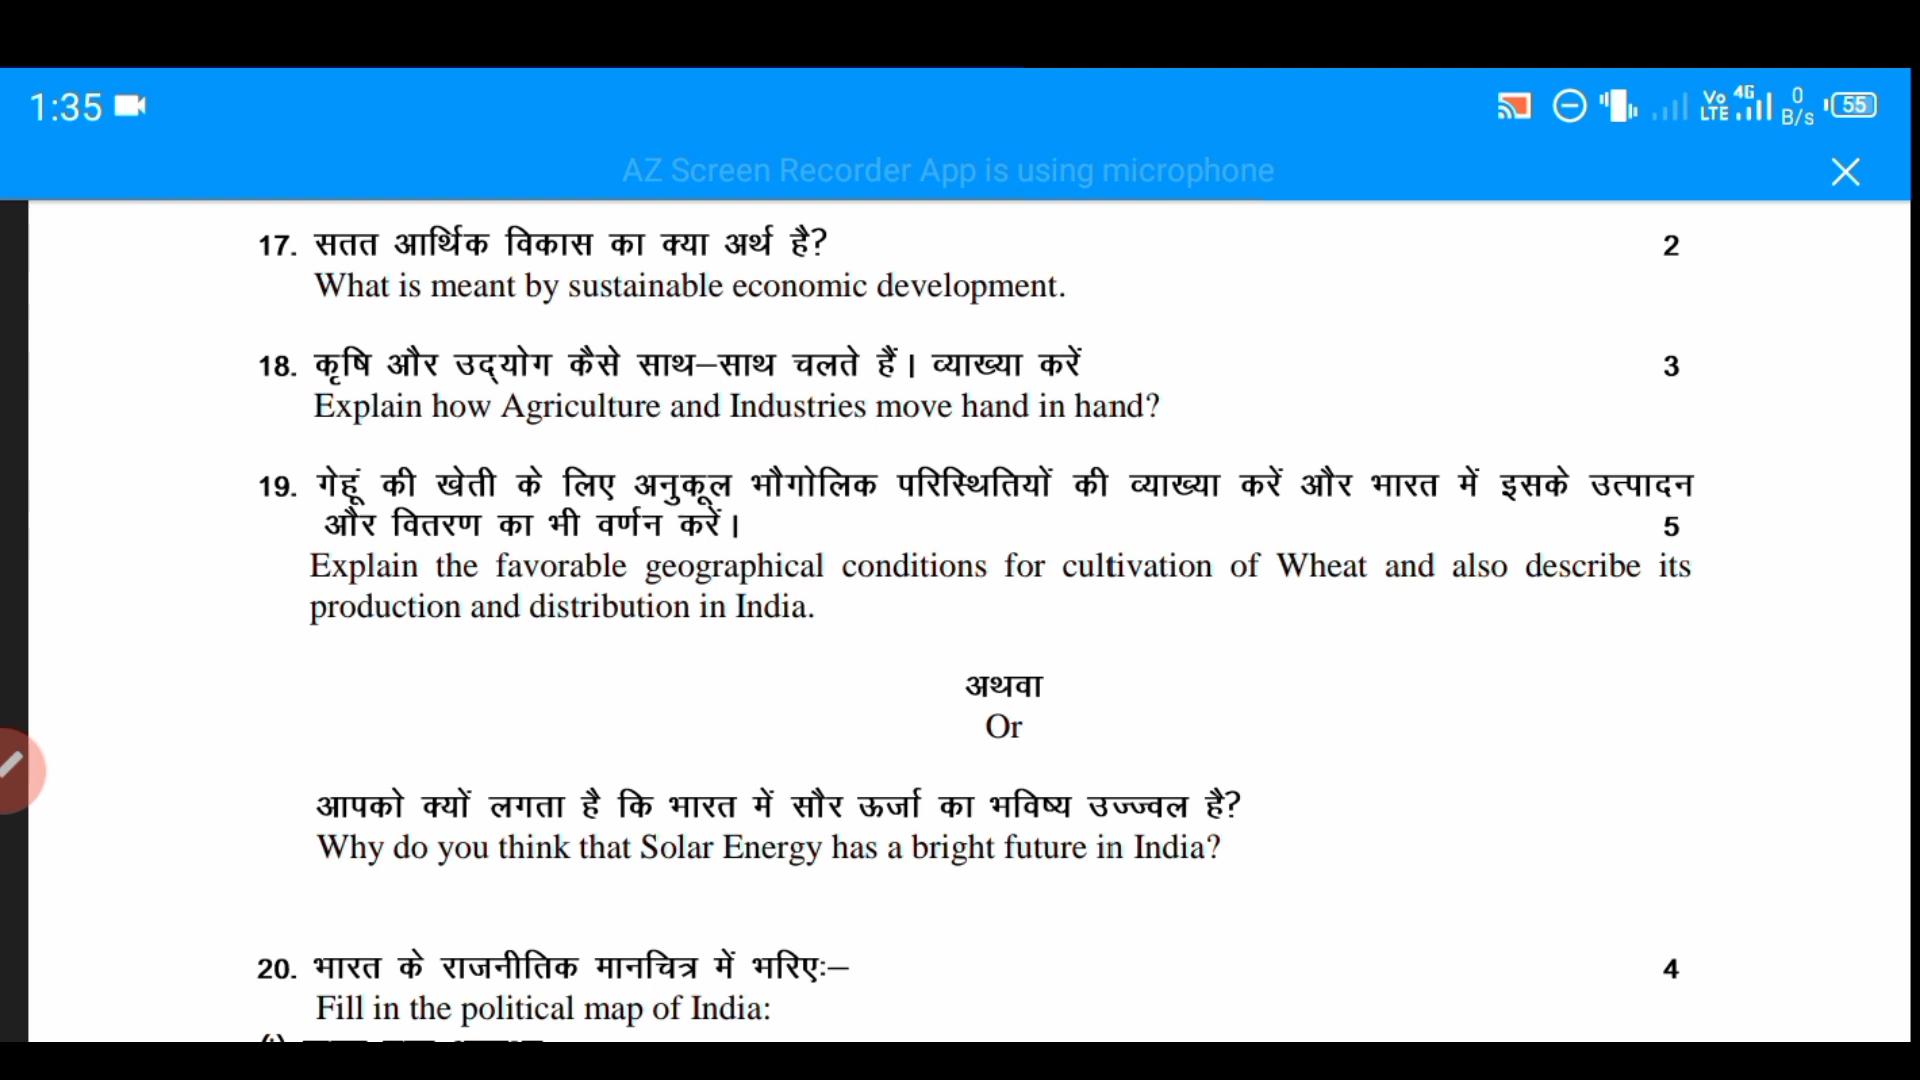 1:35
Vo LTE 4G 0 B/s 55
AZ Screen Recorder App is using microphone
17. सतत आर्थिक विकास का क्या अर्थ है? 2
What is meant by sustainable economic development.
18. कृषि और उद्योग कैसे साथ–साथ चलते हैं। व्याख्या करें 3
Explain how Agriculture and Industries move hand in hand?
19. गेहूं की खेती के लिए अनुकूल भौगोलिक परिस्थितियों की व्याख्या करें और भारत में इसके उत्पादन
और वितरण का भी वर्णन करें। 5
Explain the favorable geographical conditions for cultivation of Wheat and also describe its
production and distribution in India.
अथवा
Or
आपको क्यों लगता है कि भारत में सौर ऊर्जा का भविष्य उज्ज्वल है?
Why do you think that Solar Energy has a bright future in India?
20. भारत के राजनीतिक मानचित्र में भरिए:– 4
Fill in the political map of India: